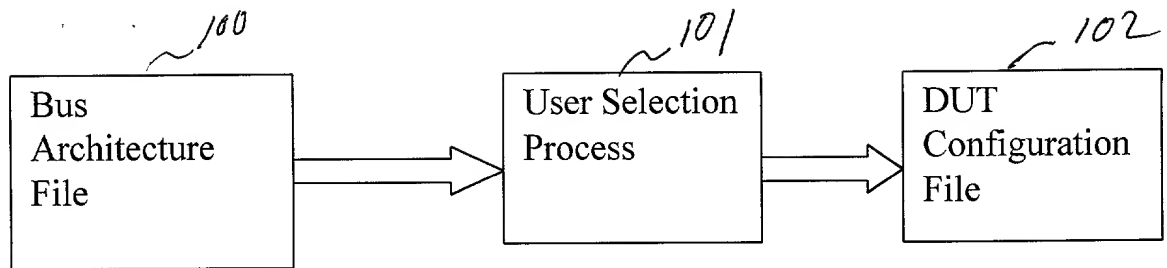 100
101
102
Bus
Architecture
File
User Selection
Process
DUT
Configuration
File